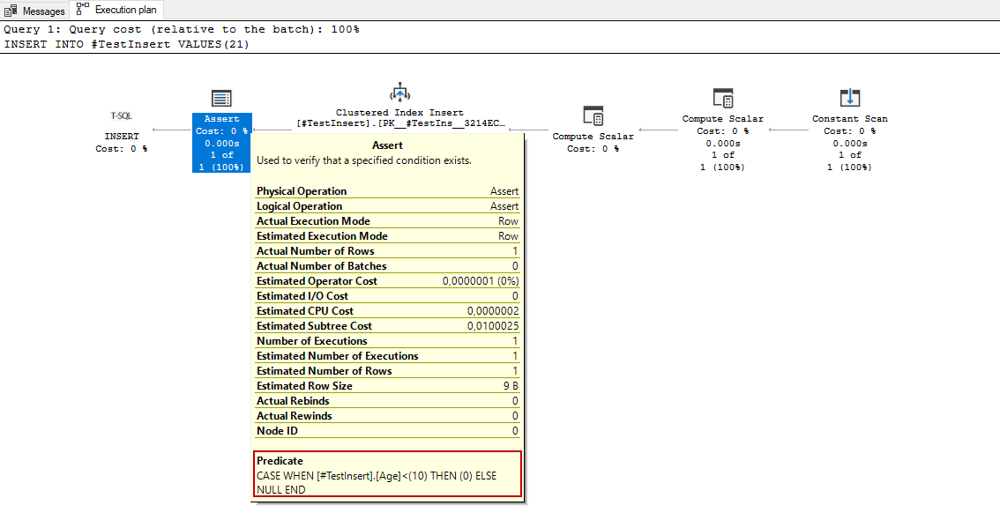 Messages
Execution plan
Query 1: Query cost (relative to the batch): 100%
INSERT INTO #TestInsert VALUES(21)
T-SQL
INSERT
Cost: 0 %
Assert
Cost: 0 %
0.000s
1 of
1 (100%)
Clustered Index Insert
[#TestInsert].[PK__#TestIns__3214EC…
Compute Scalar
Cost: 0 %
Compute Scalar
Cost: 0 %
0.000s
1 of
1 (100%)
Constant Scan
Cost: 0 %
0.000s
1 of
1 (100%)
Assert
Used to verify that a specified condition exists.
Physical Operation Assert
Logical Operation Assert
Actual Execution Mode Row
Estimated Execution Mode Row
Actual Number of Rows 1
Actual Number of Batches 0
Estimated Operator Cost 0,0000001 (0%)
Estimated I/O Cost 0
Estimated CPU Cost 0,0000002
Estimated Subtree Cost 0,0100025
Number of Executions 1
Estimated Number of Executions 1
Estimated Number of Rows 1
Estimated Row Size 9 B
Actual Rebinds 0
Actual Rewinds 0
Node ID 0
Predicate
CASE WHEN [#TestInsert].[Age]<(10) THEN (0) ELSE
NULL END